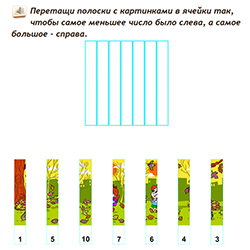 Перетащи полоски с картинками в ячейки так,
чтобы самое меньшее число было слева, а самое
большое - справа.
1 5 10 7 6 4 3